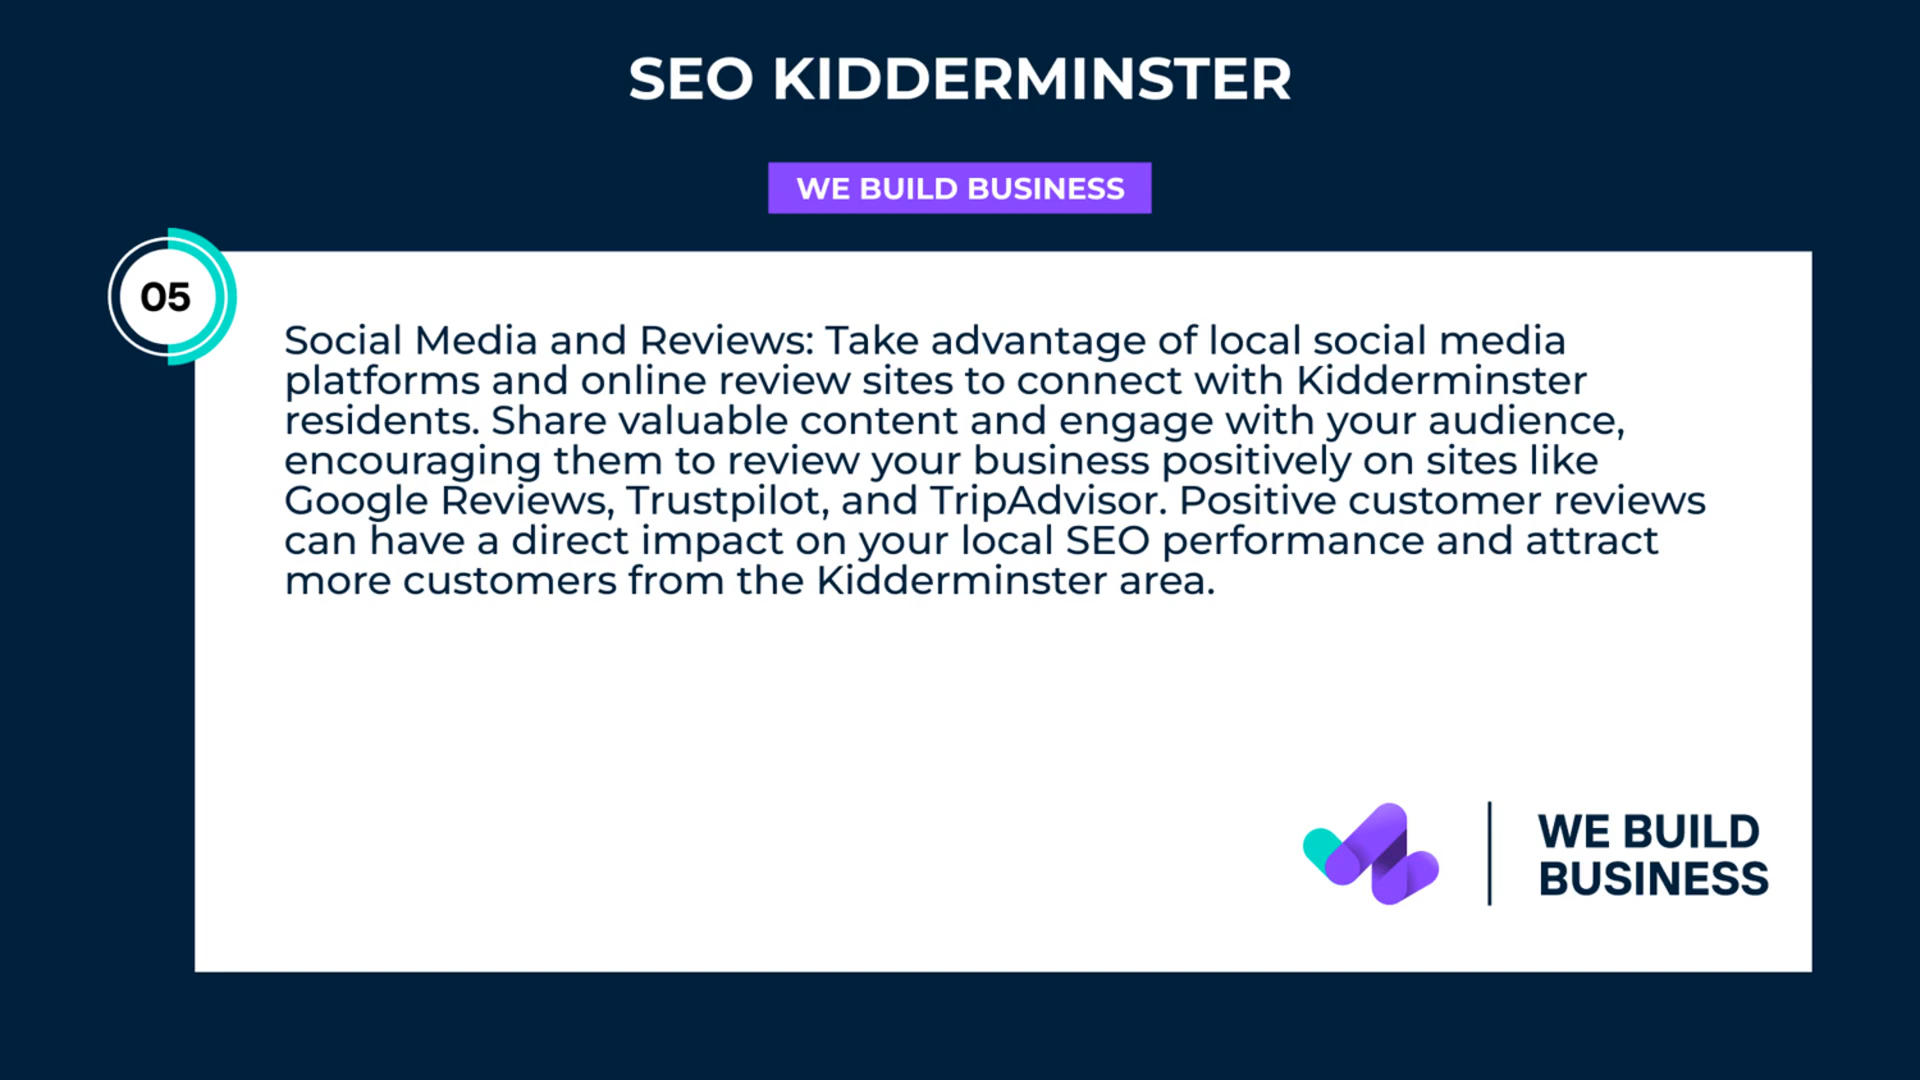 SEO KIDDERMINSTER
WE BUILD BUSINESS
05
Social Media and Reviews: Take advantage of local social media
platforms and online review sites to connect with Kidderminster
residents. Share valuable content and engage with your audience,
encouraging them to review your business positively on sites like
Google Reviews, Trustpilot, and TripAdvisor. Positive customer reviews
can have a direct impact on your local SEO performance and attract
more customers from the Kidderminster area.
WE BUILD
BUSINESS